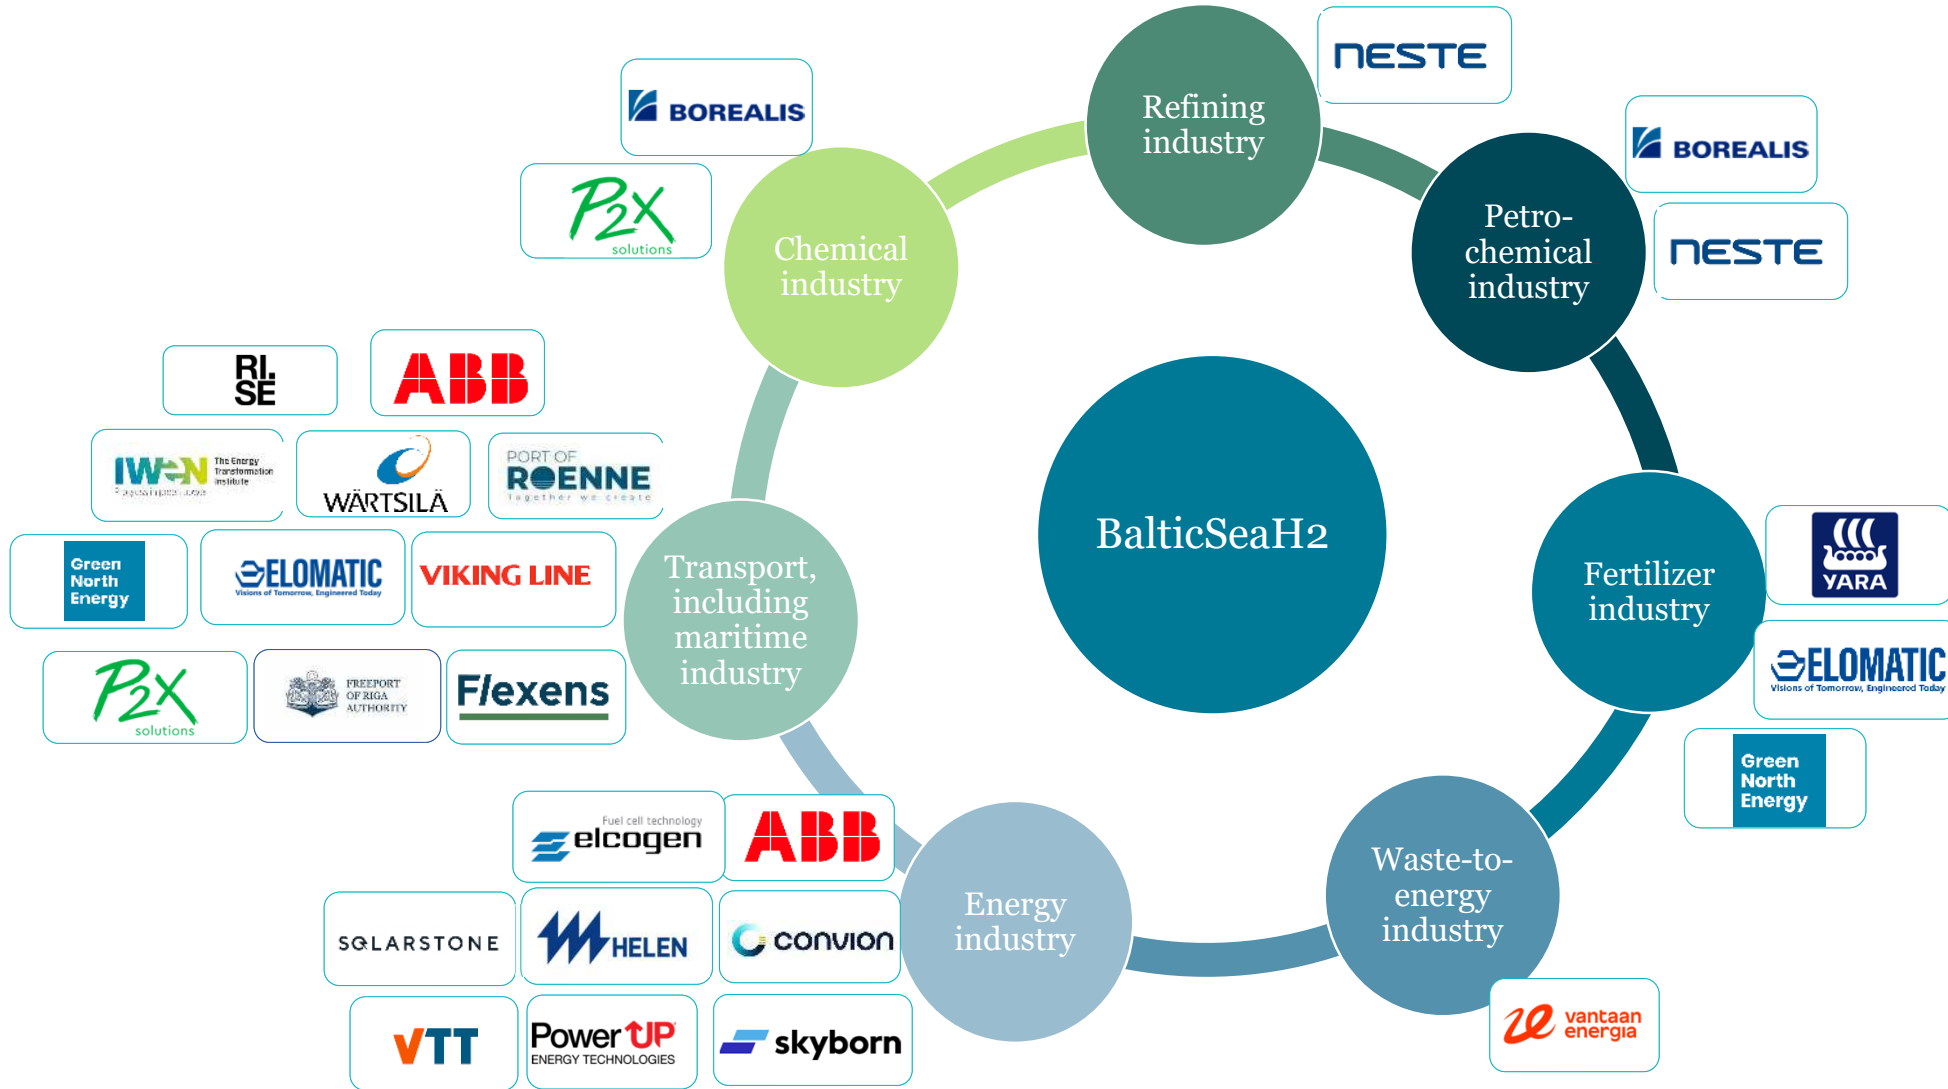 NESTE
Refining
industry
BOREALIS
BOREALIS
P2X
solutions
Chemical
industry
Petro-
chemical
industry
NESTE
RI.
SE
ABB
IWEN The Energy
Transformation
Institute
WÄRTSILÄ
PORT OF
ROENNE
Together we create
BalticSeaH2
Green
North
Energy
ELOMATIC
Visions of Tomorrow, Engineered Today
VIKING LINE
Transport,
including
maritime
industry
Fertilizer
industry
YARA
ELOMATIC
Visions of Tomorrow, Engineered Today
P2X
solutions
FREEPORT
OF RIGA
AUTHORITY
Flexens
Green
North
Energy
Fuel cell technology
elcogen
ABB
Waste-to-
energy
industry
SOLARSTONE
HELEN
convion
Energy
industry
VTT
Power UP
ENERGY TECHNOLOGIES
skyborn
vantaan
energia